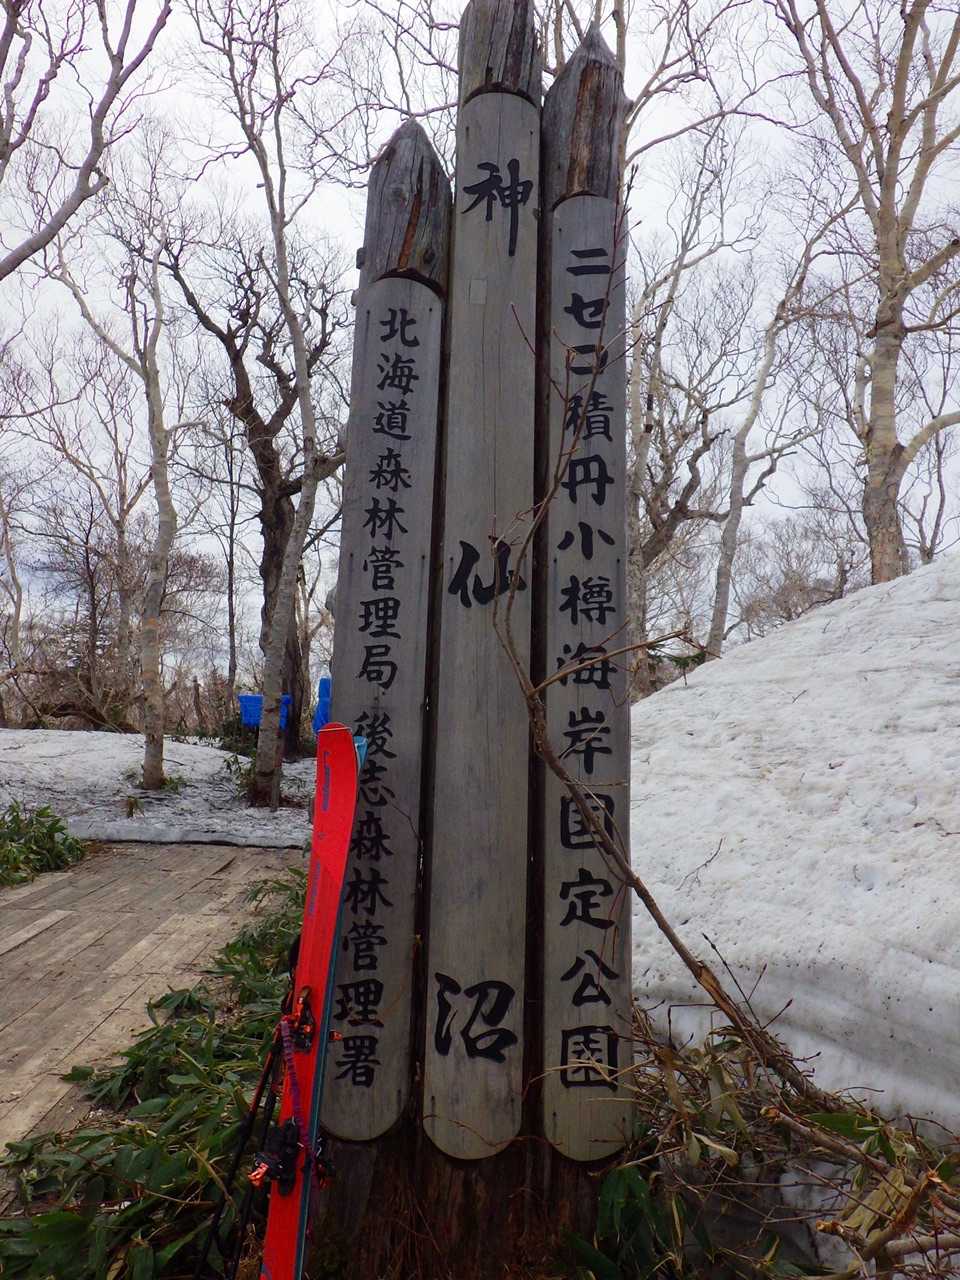 ニセコ積丹小樽海岸国定公園
神仙沼
北海道森林管理局 後志森林管理署